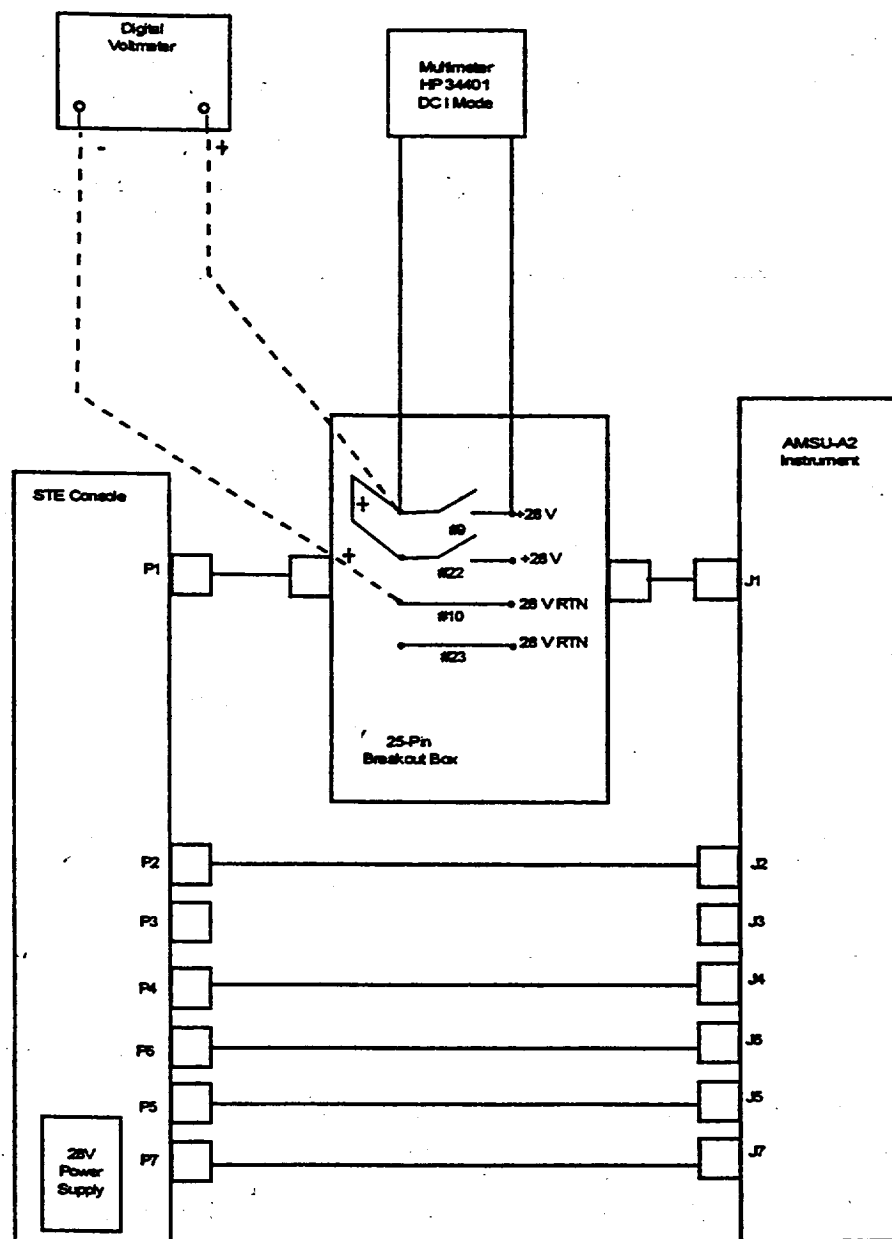 Digital
Voltmeter
-
+
Multimeter
HP 34401
DC I Mode
AMSU-A2
Instrument
STE Console
+
+28 V
#9
+
+28 V
#22
28 V RTN
#10
28 V RTN
#23
P1
J1
25-Pin
Breakout Box
P2
J2
P3
J3
P4
J4
P6
J6
P5
J5
P7
J7
28V
Power
Supply